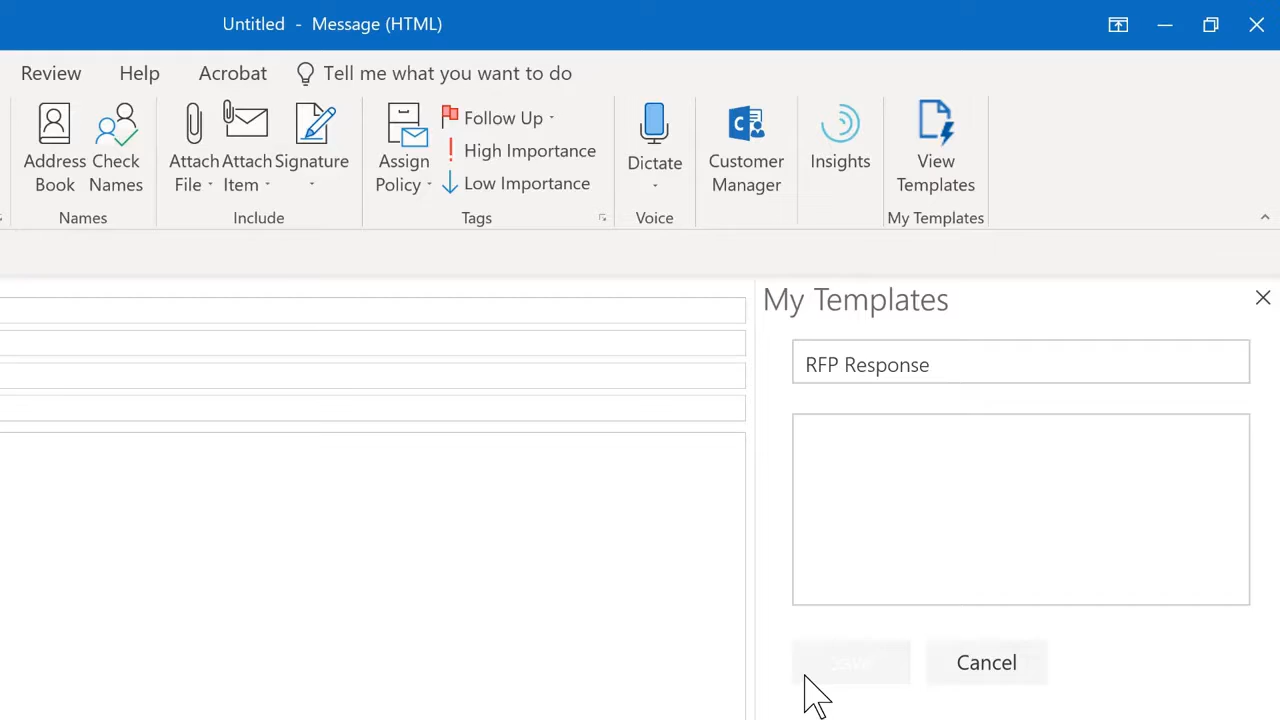 Untitled - Message (HTML)
Review Help Acrobat Tell me what you want to do
Address Book
Check Names
Attach File
Attach Item
Signature
Assign Policy
Follow Up
High Importance
Low Importance
Dictate
Customer Manager
Insights
View Templates
Names Include Tags Voice My Templates
My Templates
RFP Response
Save Cancel